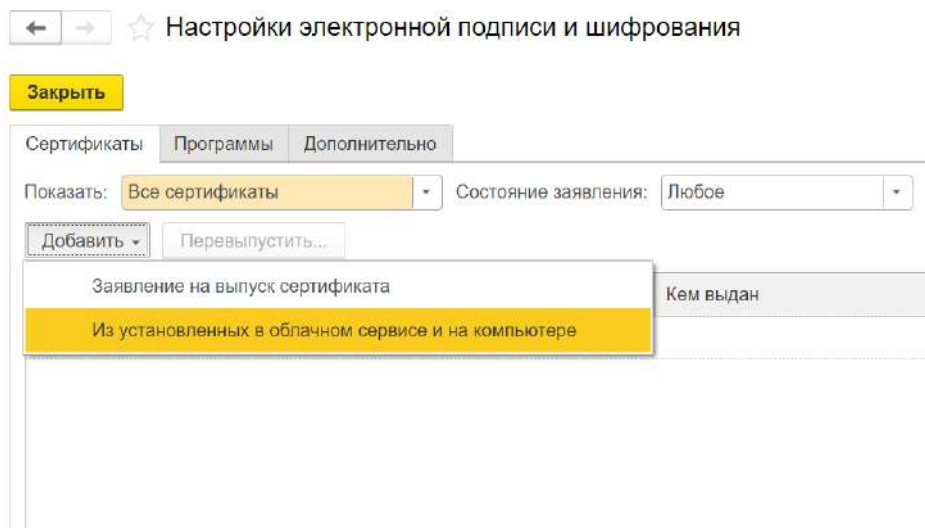 Настройки электронной подписи и шифрования
Закрыть
Сертификаты Программы Дополнительно
Показать: Все сертификаты Состояние заявления: Любое
Добавить Перевыпустить...
Заявление на выпуск сертификата
Кем выдан
Из установленных в облачном сервисе и на компьютере